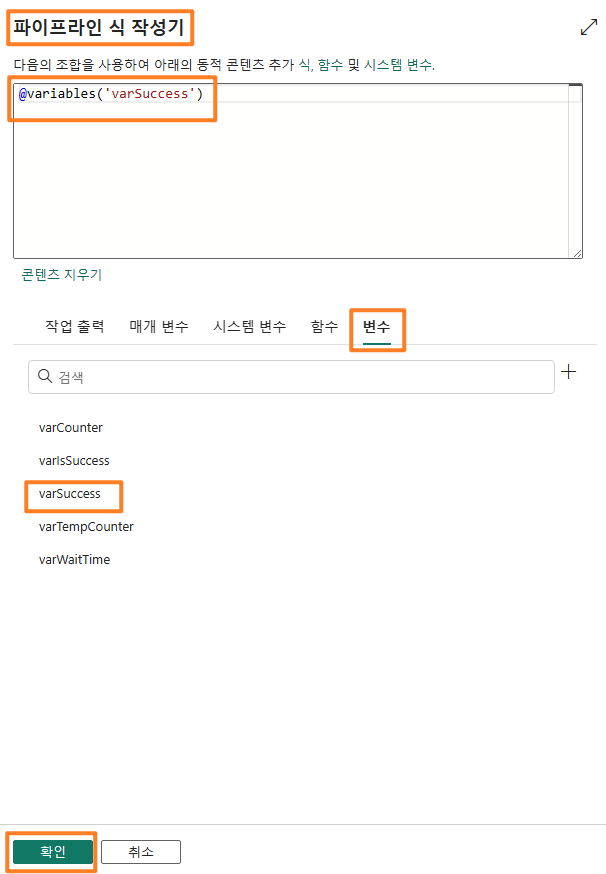 파이프라인 식 작성기
다음의 조합을 사용하여 아래의 동적 콘텐츠 추가 식, 함수 및 시스템 변수.
@variables('varSuccess')
콘텐츠 지우기
작업 출력 매개 변수 시스템 변수 함수 변수
검색
varCounter
varIsSuccess
varSuccess
varTempCounter
varWaitTime
확인 취소